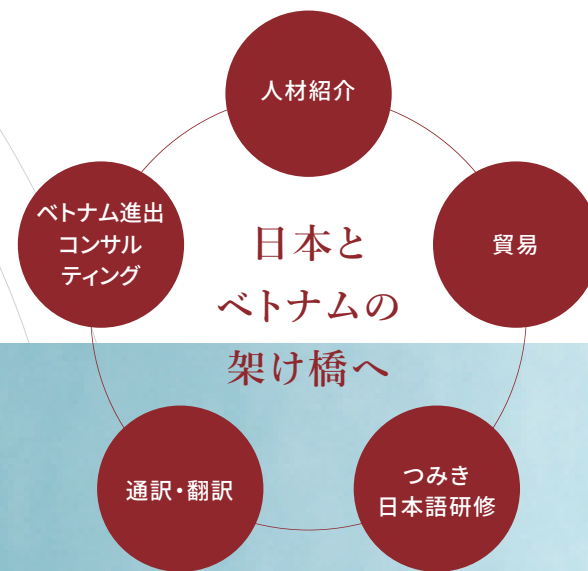 人材紹介
ベトナム進出
コンサル
ティング
貿易
日本と
ベトナムの
架け橋へ
通訳・翻訳
つみき
日本語研修